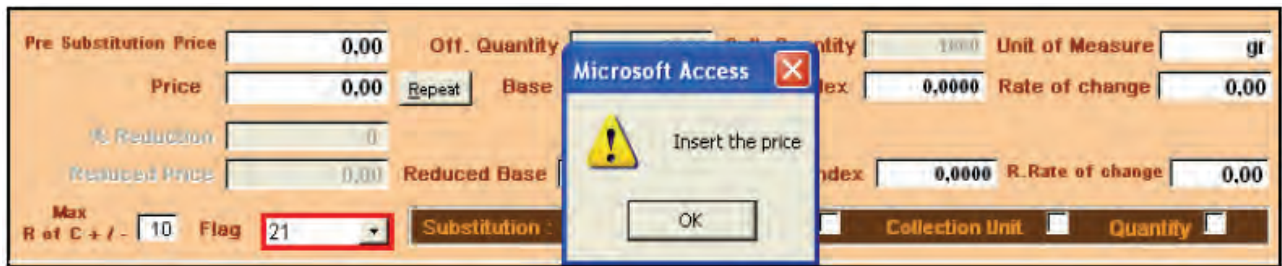 Pre Substitution Price 0,00 Off. Quantity Quantity 1000 Unit of Measure gr
Microsoft Access
Price 0,00 Repeat Base 0,0000 Rate of change 0,00
% Reduction 0
Insert the price
Reduced Price 0,00 Reduced Base 0,0000 R.Rate of change 0,00
Max
R of C + / - 10 Flag 21 Substitution : OK Collection Unit Quantity